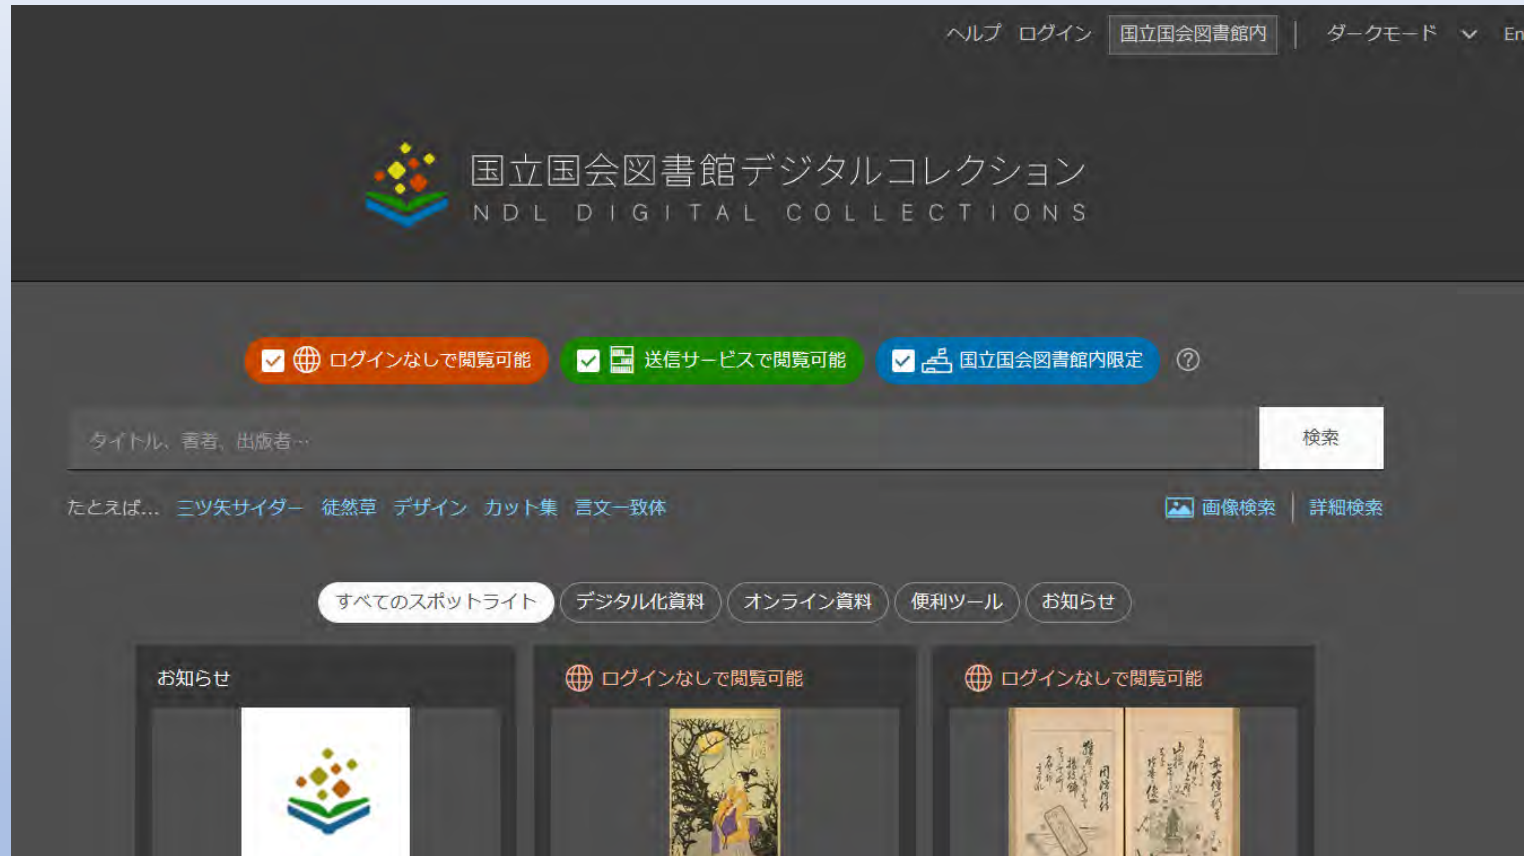 ヘルプ ログイン 国立国会図書館内 ダークモード En
国立国会図書館デジタルコレクション
NDL DIGITAL COLLECTIONS
ログインなしで閲覧可能 送信サービスで閲覧可能 国立国会図書館内限定
タイトル、著者、出版者…
検索
たとえば... 三ツ矢サイダー 徒然草 デザイン カット集 言文一致体 画像検索 詳細検索
すべてのスポットライト デジタル化資料 オンライン資料 便利ツール お知らせ
お知らせ ログインなしで閲覧可能 ログインなしで閲覧可能